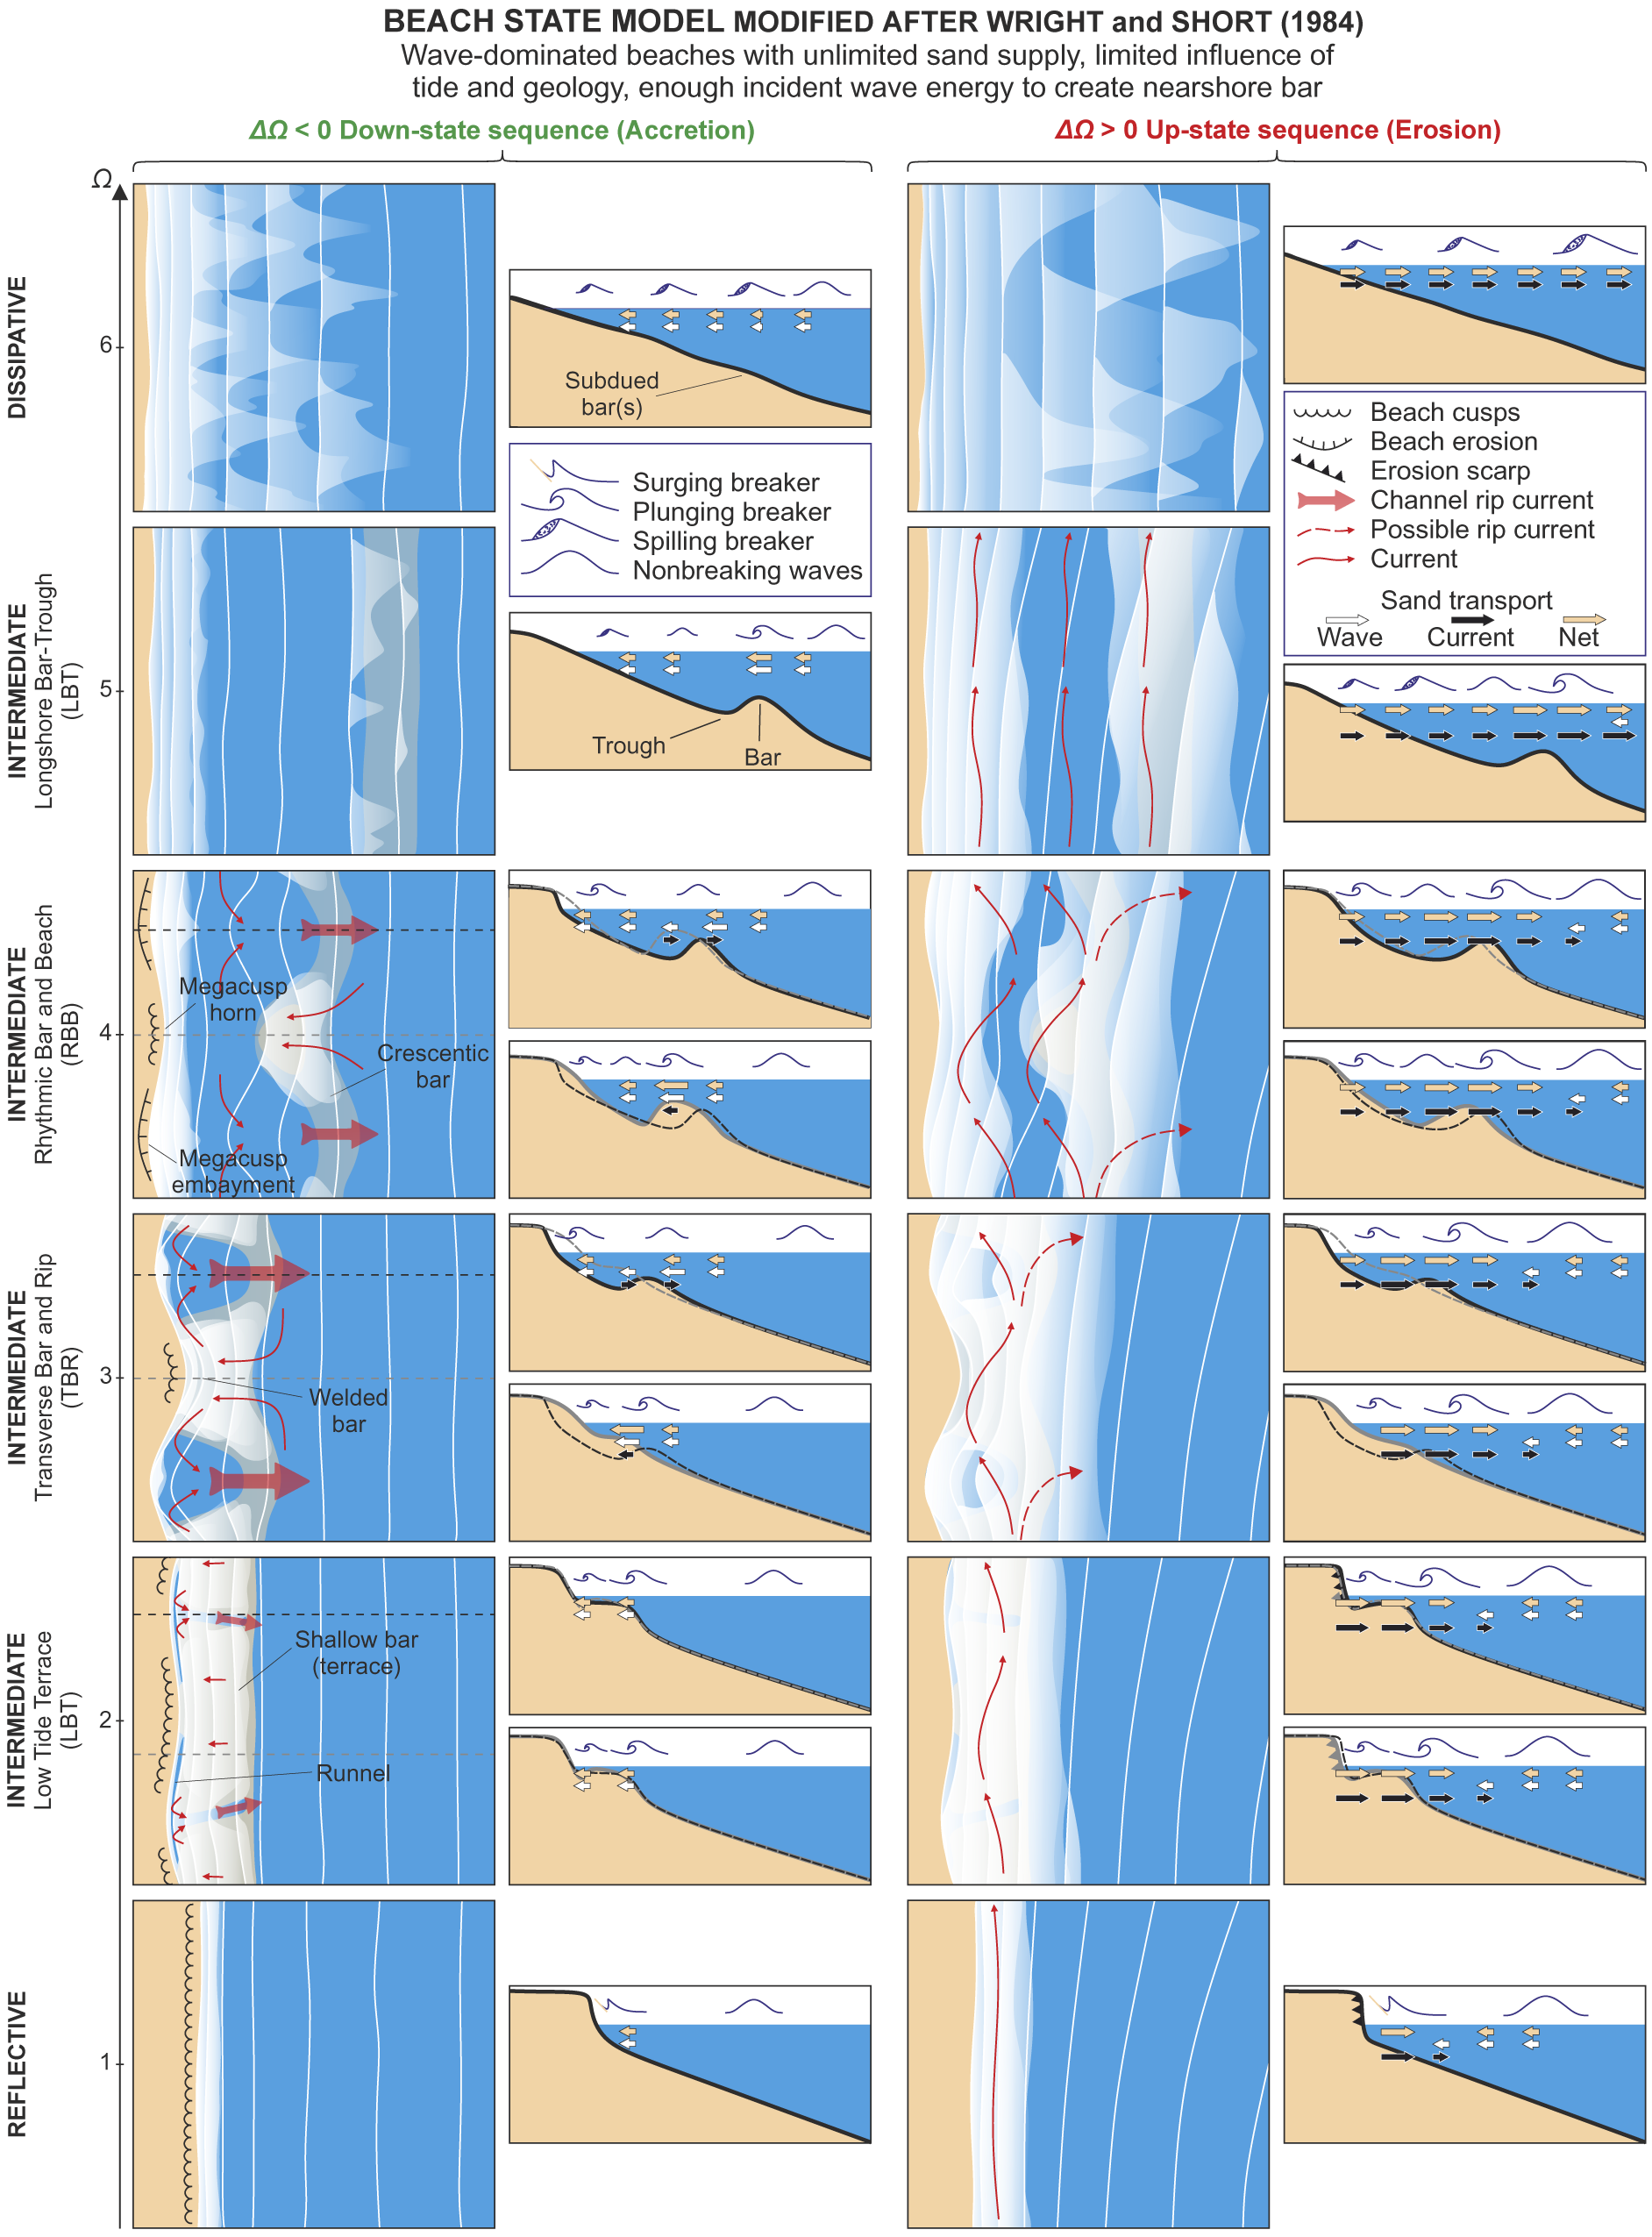 BEACH STATE MODEL MODIFIED AFTER WRIGHT and SHORT (1984)
Wave-dominated beaches with unlimited sand supply, limited influence of
tide and geology, enough incident wave energy to create nearshore bar
ΔΩ < 0 Down-state sequence (Accretion)
ΔΩ > 0 Up-state sequence (Erosion)
Ω
DISSIPATIVE
6
Subdued
bar(s)
Surging breaker
Plunging breaker
Spilling breaker
Nonbreaking waves
Beach cusps
Beach erosion
Erosion scarp
Channel rip current
Possible rip current
Current
Sand transport
Wave
Current
Net
INTERMEDIATE
Longshore Bar-Trough
(LBT)
5
Trough
Bar
INTERMEDIATE
Rhythmic Bar and Beach
(RBB)
4
Megacusp
horn
Crescentic
bar
Megacusp
embayment
INTERMEDIATE
Transverse Bar and Rip
(TBR)
3
Welded
bar
INTERMEDIATE
Low Tide Terrace
(LBT)
2
Shallow bar
(terrace)
Runnel
REFLECTIVE
1